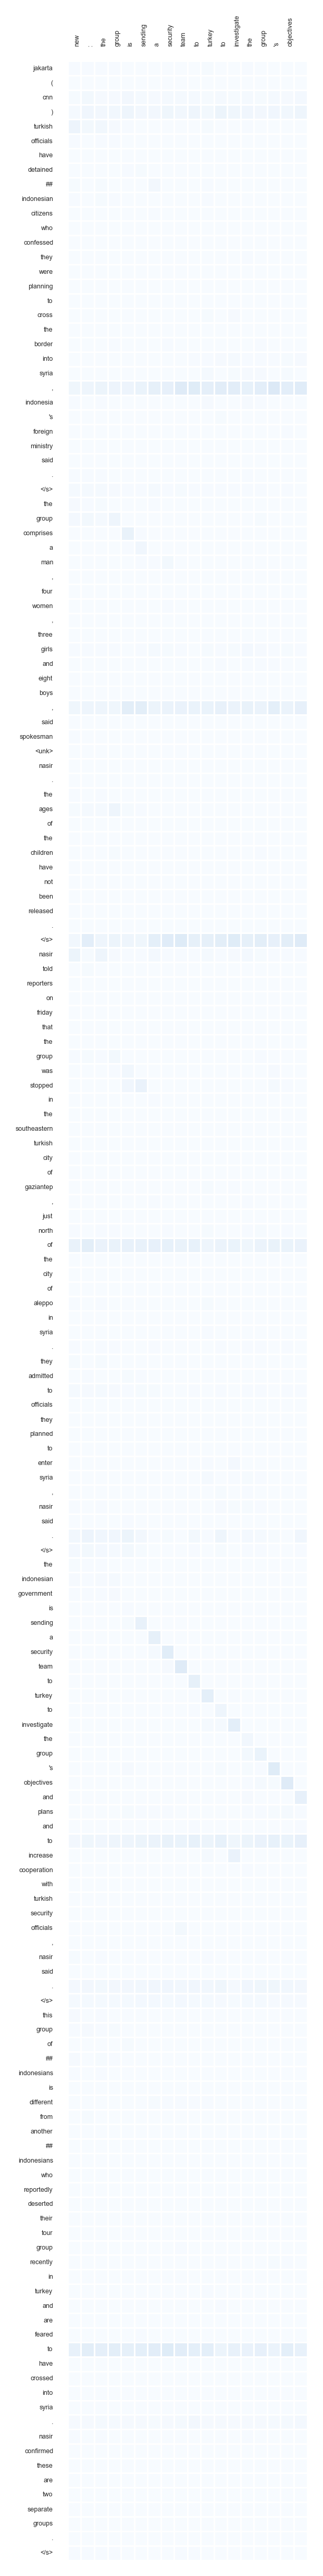 new
:
the
group
is
sending
a
security
team
to
turkey
to
investigate
the
group
's
objectives
jakarta
(
cnn
)
turkish
officials
have
detained
##
indonesian
citizens
who
confessed
they
were
planning
to
cross
the
border
into
syria
,
indonesia
's
foreign
ministry
said
.
</s>
the
group
comprises
a
man
,
four
women
,
three
girls
and
eight
boys
,
said
spokesman
<unk>
nasir
.
the
ages
of
the
children
have
not
been
released
.
</s>
nasir
told
reporters
on
friday
that
the
group
was
stopped
in
the
southeastern
turkish
city
of
gaziantep
,
just
north
of
the
city
of
aleppo
in
syria
.
they
admitted
to
officials
they
planned
to
enter
syria
,
nasir
said
.
</s>
the
indonesian
government
is
sending
a
security
team
to
turkey
to
investigate
the
group
's
objectives
and
plans
and
to
increase
cooperation
with
turkish
security
officials
,
nasir
said
.
</s>
this
group
of
##
indonesians
is
different
from
another
##
indonesians
who
reportedly
deserted
their
tour
group
recently
in
turkey
and
are
feared
to
have
crossed
into
syria
.
nasir
confirmed
these
are
two
separate
groups
.
</s>